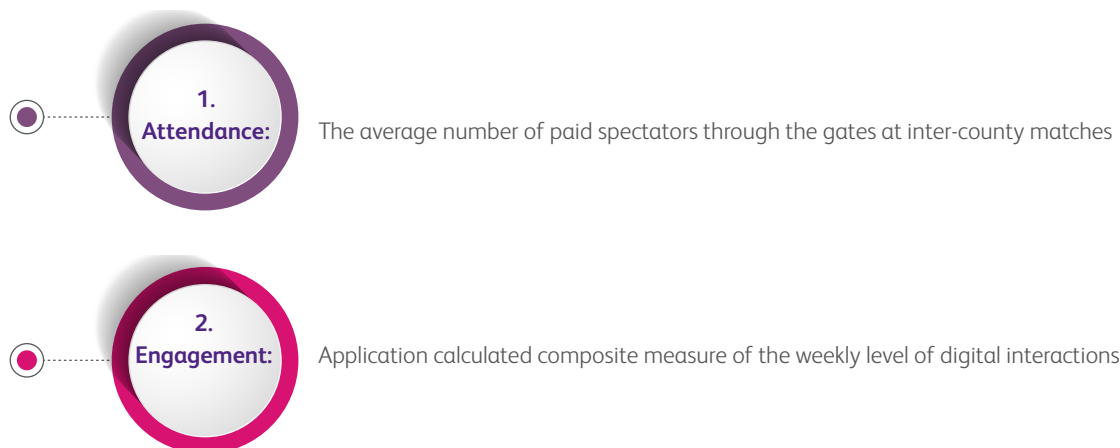 1.
Attendance:
The average number of paid spectators through the gates at inter-county matches
2.
Engagement:
Application calculated composite measure of the weekly level of digital interactions